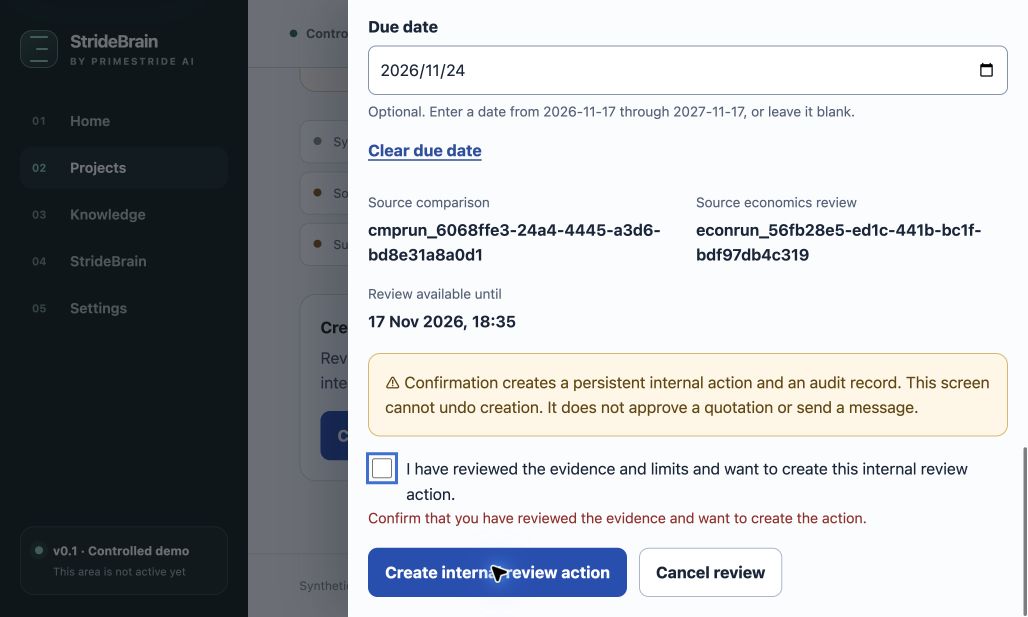 StrideBrain
BY PRIMESTRIDE AI
01 Home
02 Projects
03 Knowledge
04 StrideBrain
05 Settings
v0.1 · Controlled demo
This area is not active yet
Due date
2026/11/24
Optional. Enter a date from 2026-11-17 through 2027-11-17, or leave it blank.
Clear due date
Source comparison
cmprun_6068ffe3-24a4-4445-a3d6-
bd8e31a8a0d1
Source economics review
econrun_56fb28e5-ed1c-441b-bc1f-
bdf97db4c319
Review available until
17 Nov 2026, 18:35
⚠ Confirmation creates a persistent internal action and an audit record. This screen
cannot undo creation. It does not approve a quotation or send a message.
I have reviewed the evidence and limits and want to create this internal review
action.
Confirm that you have reviewed the evidence and want to create the action.
Create internal review action
Cancel review